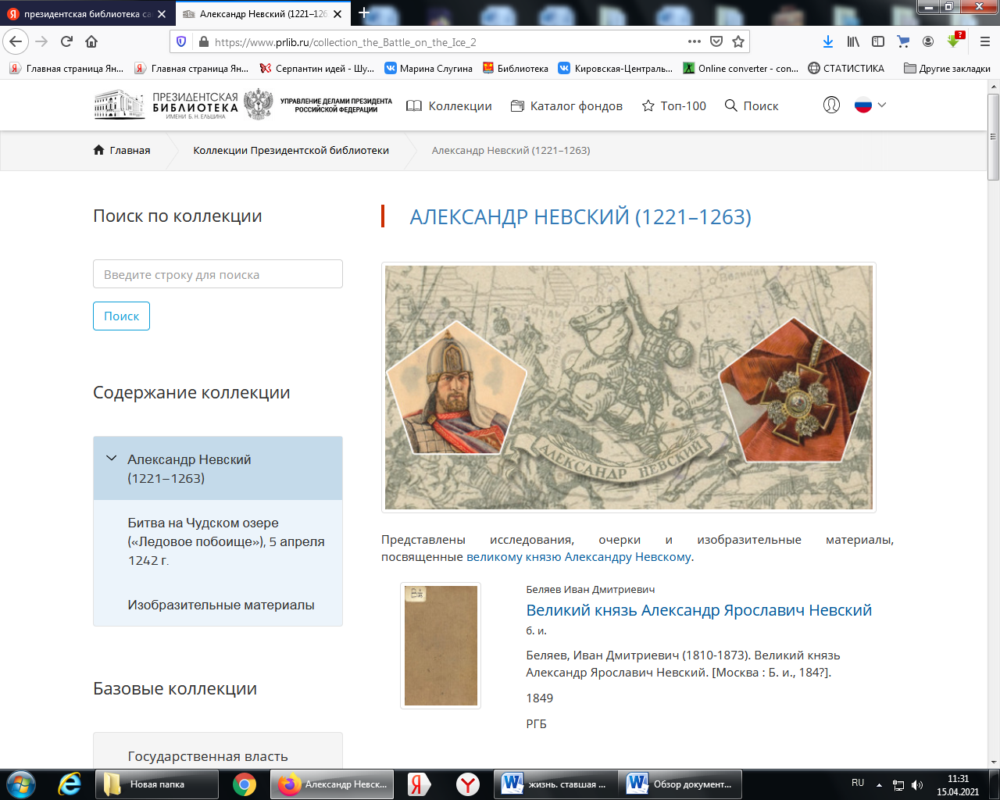 президентская библиотека са
Александр Невский (1221–126
https://www.prlib.ru/collection_the_Battle_on_the_Ice_2
Главная страница Ян...
Главная страница Ян...
Серпантин идей - Шу...
Марина Слугина
Библиотека
Кировская-Централь...
Online converter - con...
СТАТИСТИКА
Другие закладки
ПРЕЗИДЕНТСКАЯ
БИБЛИОТЕКА
ИМЕНИ Б. Н. ЕЛЬЦИНА
УПРАВЛЕНИЕ ДЕЛАМИ ПРЕЗИДЕНТА
РОССИЙСКОЙ ФЕДЕРАЦИИ
Коллекции
Каталог фондов
Топ-100
Поиск
Главная
Коллекции Президентской библиотеки
Александр Невский (1221–1263)
Поиск по коллекции
Введите строку для поиска
Поиск
Содержание коллекции
Александр Невский
(1221–1263)
Битва на Чудском озере
(«Ледовое побоище»), 5 апреля
1242 г.
Изобразительные материалы
Базовые коллекции
Государственная власть
АЛЕКСАНДР НЕВСКИЙ (1221–1263)
Великий
АЛЕКСАНДР НЕВСКИЙ
Представлены исследования, очерки и изобразительные материалы,
посвященные великому князю Александру Невскому.
Беляев Иван Дмитриевич
Великий князь Александр Ярославич Невский
б. и.
Беляев, Иван Дмитриевич (1810-1873). Великий князь
Александр Ярославич Невский. [Москва : Б. и., 184?].
1849
РГБ
Новая папка
Александр Невск...
жизнь. ставшая ...
Обзор документ...
RU
11:31
15.04.2021